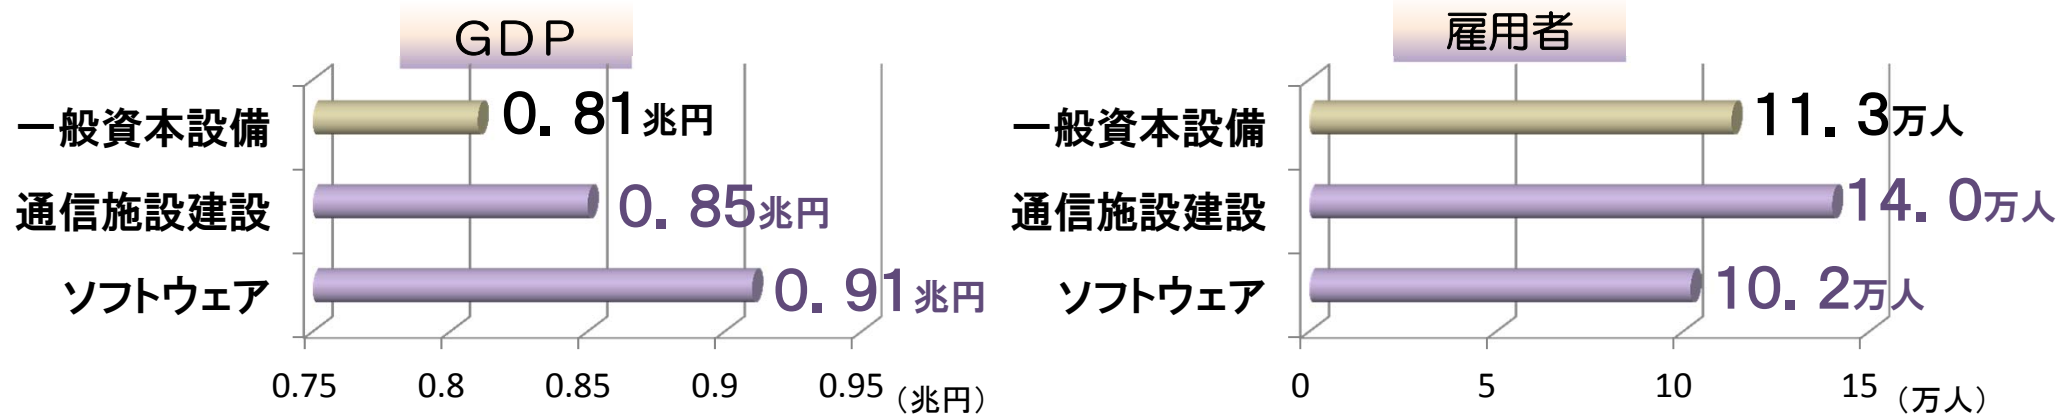 GDP
一般資本設備 0.81兆円
通信施設建設 0.85兆円
ソフトウェア 0.91兆円
0.75 0.8 0.85 0.9 0.95 (兆円)
雇用者
一般資本設備 11.3万人
通信施設建設 14.0万人
ソフトウェア 10.2万人
0 5 10 15 (万人)